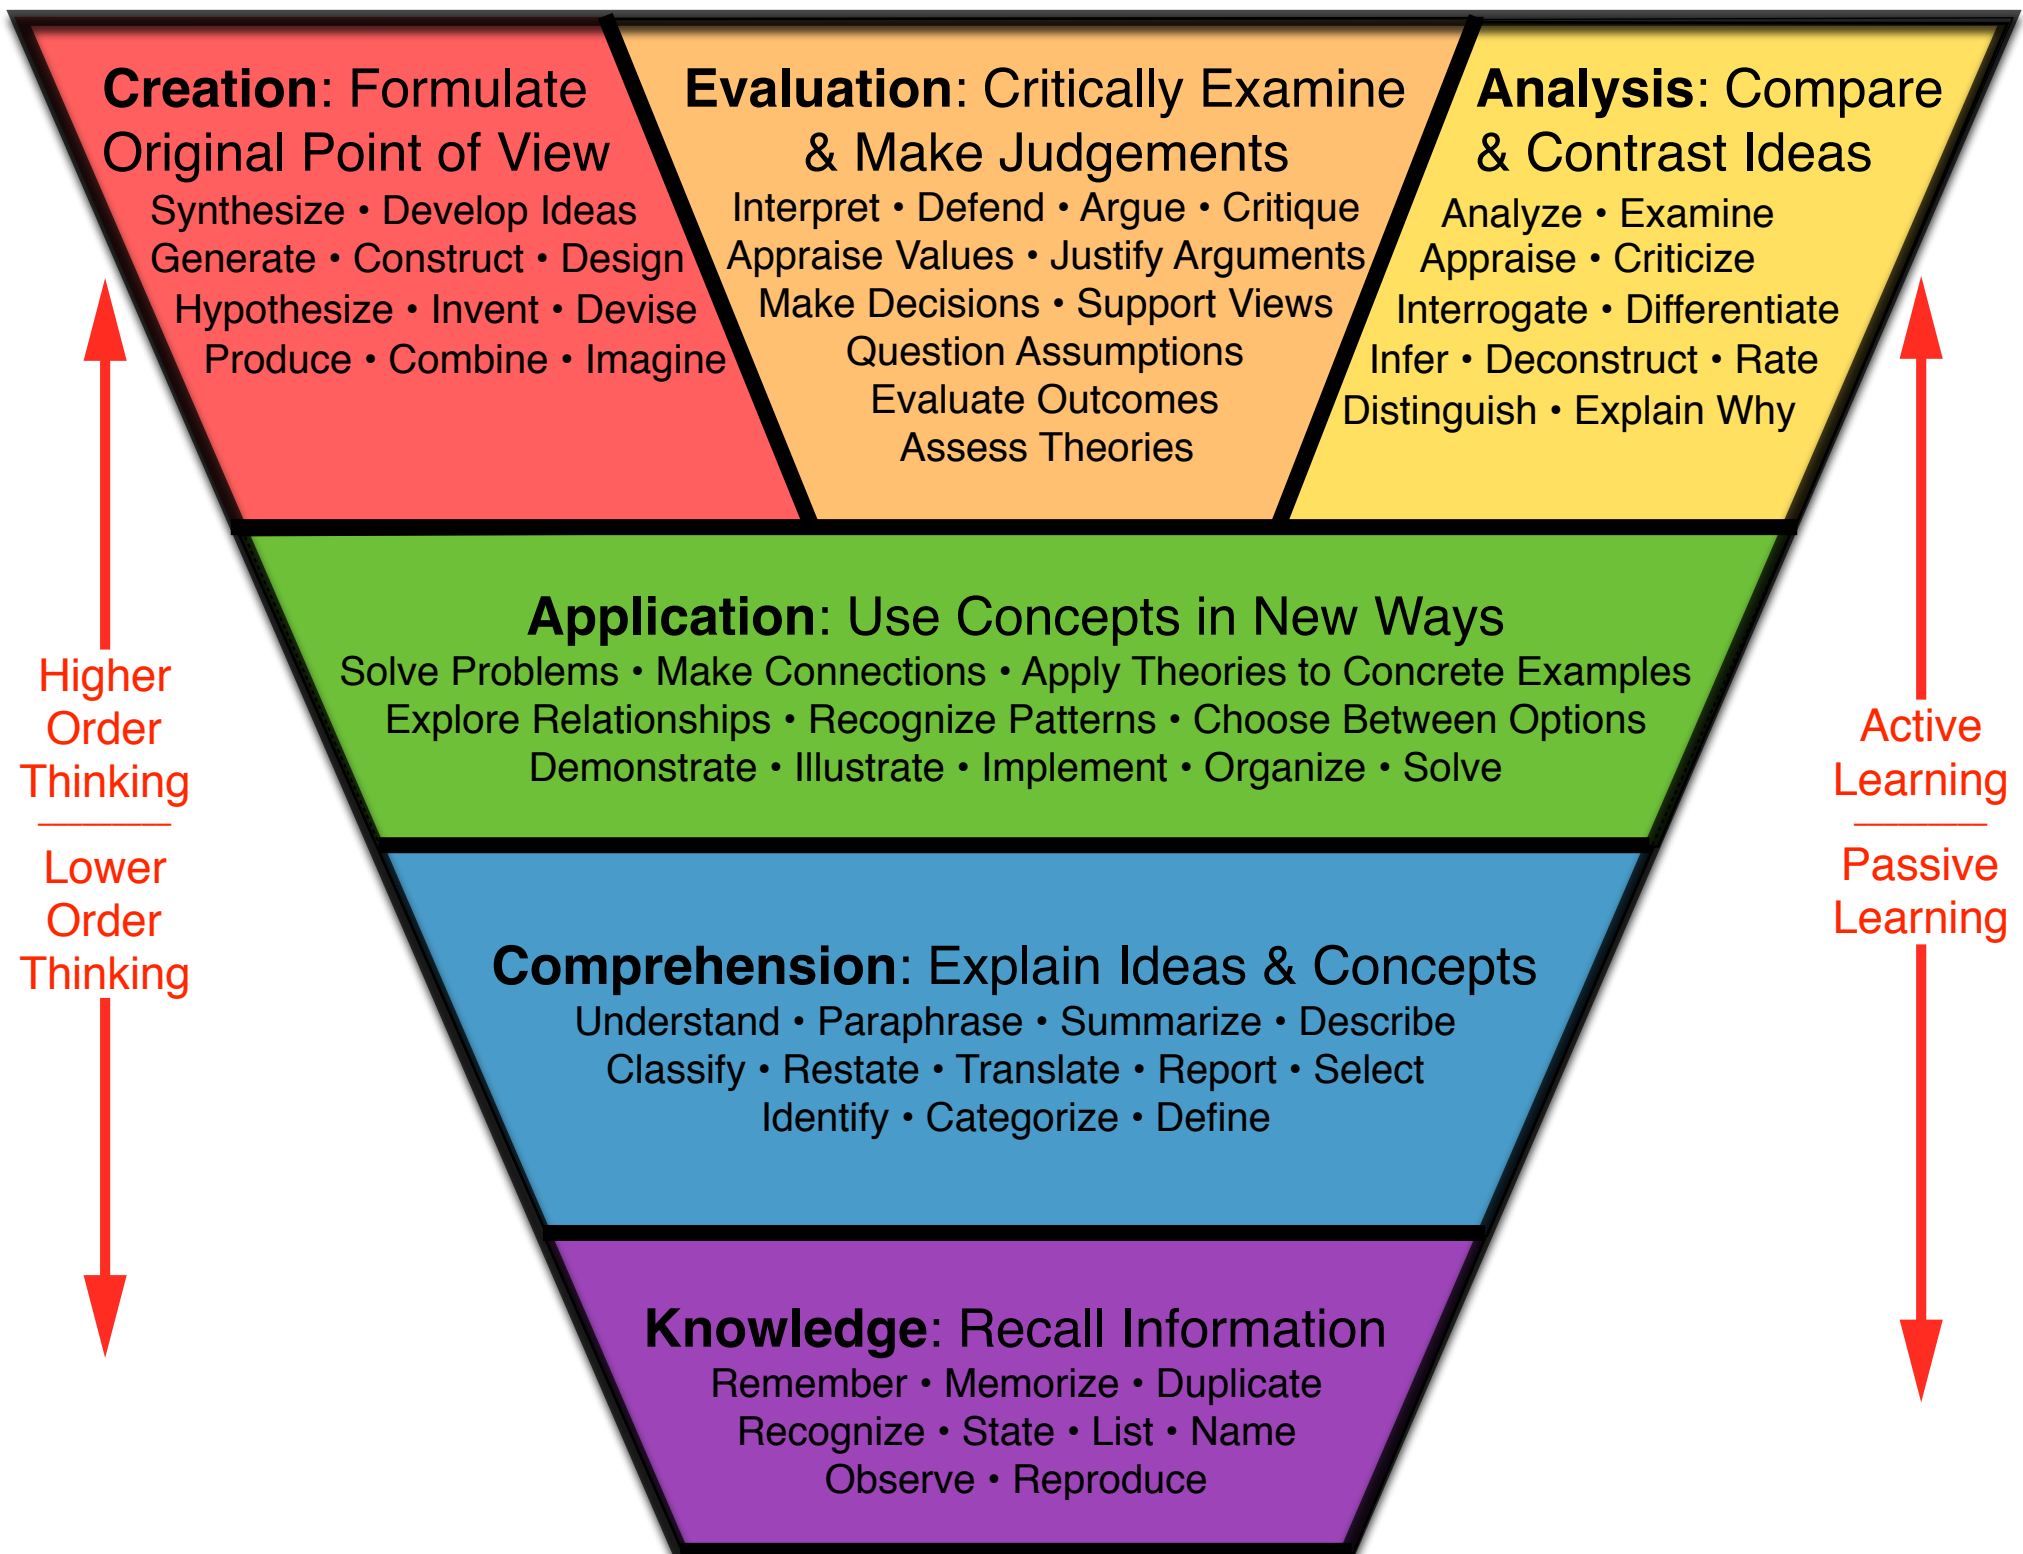 Creation: Formulate
Original Point of View
Synthesize • Develop Ideas
Generate • Construct • Design
Hypothesize • Invent • Devise
Produce • Combine • Imagine
Evaluation: Critically Examine
& Make Judgements
Interpret • Defend • Argue • Critique
Appraise Values • Justify Arguments
Make Decisions • Support Views
Question Assumptions
Evaluate Outcomes
Assess Theories
Analysis: Compare
& Contrast Ideas
Analyze • Examine
Appraise • Criticize
Interrogate • Differentiate
Infer • Deconstruct • Rate
Distinguish • Explain Why
Application: Use Concepts in New Ways
Solve Problems • Make Connections • Apply Theories to Concrete Examples
Explore Relationships • Recognize Patterns • Choose Between Options
Demonstrate • Illustrate • Implement • Organize • Solve
Higher
Order
Thinking
Lower
Order
Thinking
Active
Learning
Passive
Learning
Comprehension: Explain Ideas & Concepts
Understand • Paraphrase • Summarize • Describe
Classify • Restate • Translate • Report • Select
Identify • Categorize • Define
Knowledge: Recall Information
Remember • Memorize • Duplicate
Recognize • State • List • Name
Observe • Reproduce